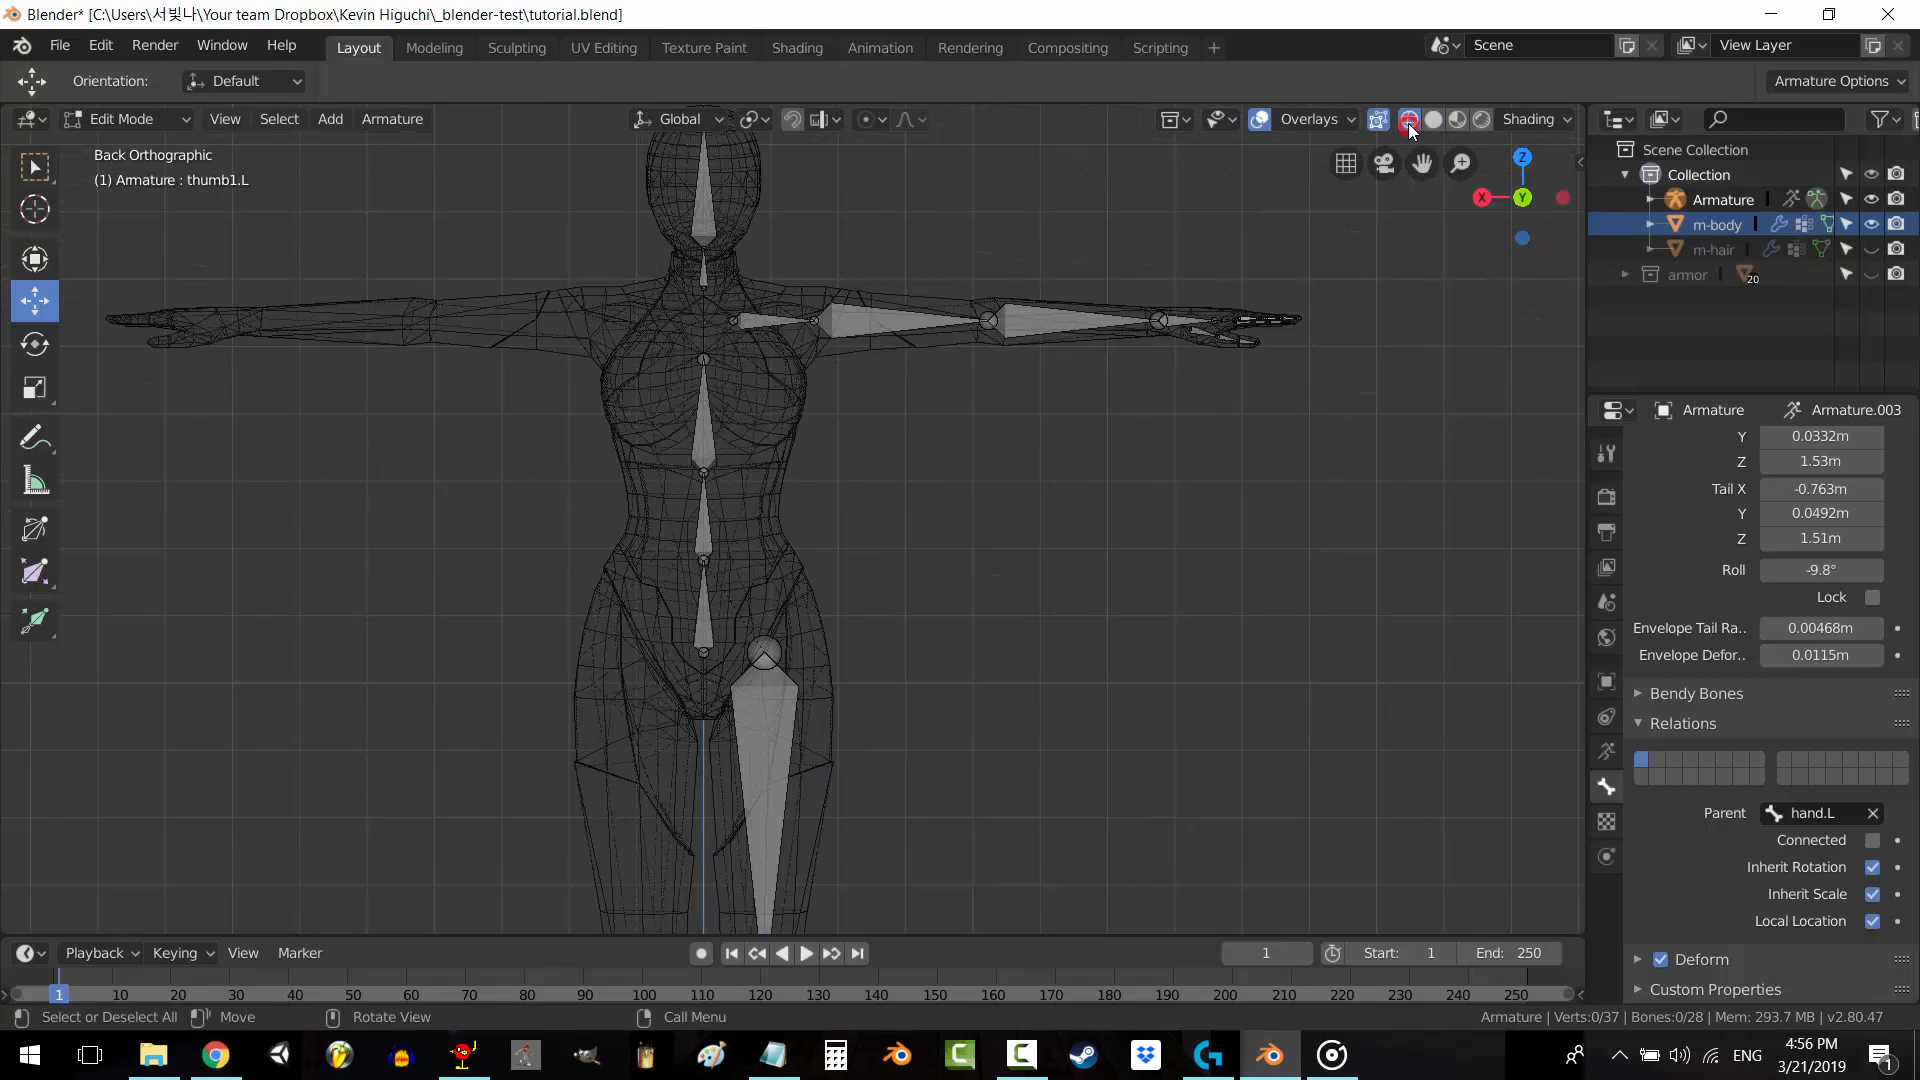 Blender* [C:\Users\서빛나\Your team Dropbox\Kevin Higuchi\_blender-test\tutorial.blend]
File Edit Render Window Help Layout Modeling Sculpting UV Editing Texture Paint Shading Animation Rendering Compositing Scripting + Scene View Layer
Orientation: Default Armature Options
Edit Mode View Select Add Armature Global Overlays Shading
Back Orthographic
(1) Armature : thumb1.L
Z
X
Y
Scene Collection
Collection
Armature
m-body
m-hair
armor 20
Armature Armature.003
Y 0.0332m
Z 1.53m
Tail X -0.763m
Y 0.0492m
Z 1.51m
Roll -9.8°
Lock
Envelope Tail Ra.. 0.00468m
Envelope Defor.. 0.0115m
Bendy Bones
Relations
Parent hand.L
Connected
Inherit Rotation
Inherit Scale
Local Location
Deform
Custom Properties
Playback Keying View Marker 1 Start: 1 End: 250
1 10 20 30 40 50 60 70 80 90 100 110 120 130 140 150 160 170 180 190 200 210 220 230 240 250
Select or Deselect All Move Rotate View Call Menu Armature | Verts:0/37 | Bones:0/28 | Mem: 293.7 MB | v2.80.47
ENG
4:56 PM
3/21/2019
1